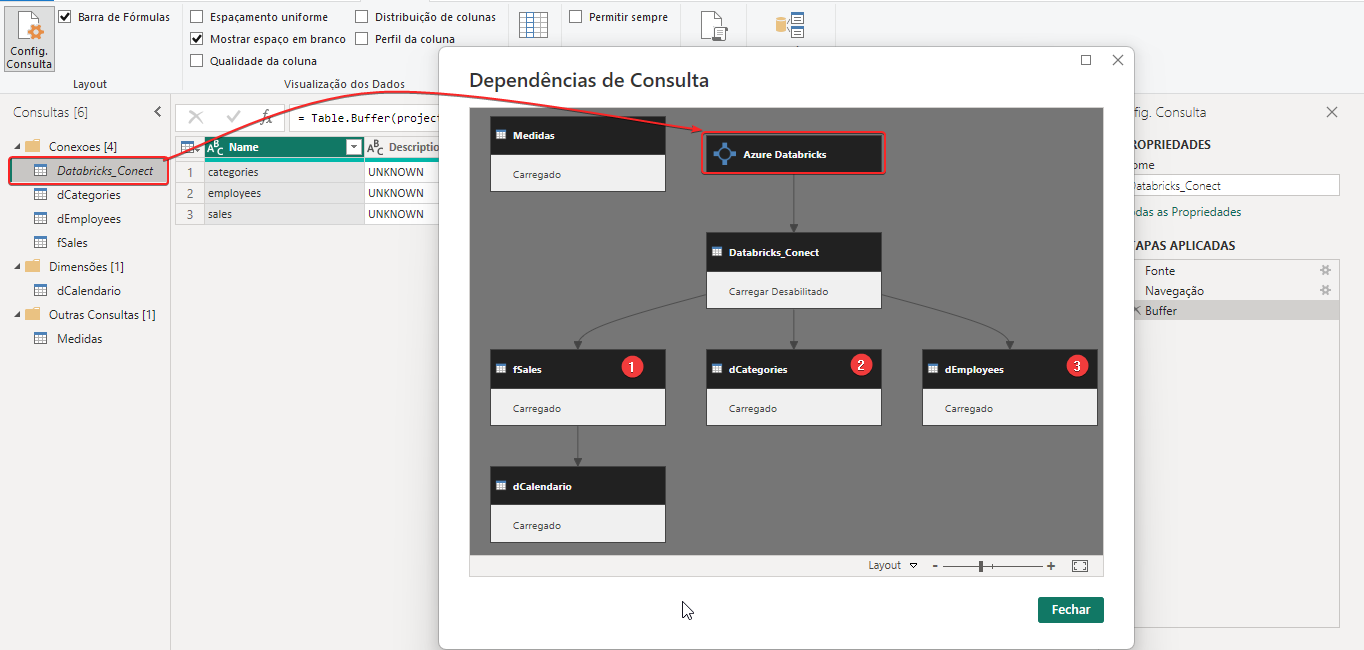 Config.
Consulta
Barra de Fórmulas
Layout
Espaçamento uniforme
Mostrar espaço em branco
Qualidade da coluna
Distribuição de colunas
Perfil da coluna
Visualização dos Dados
Permitir sempre
Consultas [6]
Conexoes [4]
Databricks_Conect
dCategories
dEmployees
fSales
Dimensões [1]
dCalendario
Outras Consultas [1]
Medidas
fx
= Table.Buffer(project
ABC Name
ABC Descriptio
1 categories UNKNOWN
2 employees UNKNOWN
3 sales UNKNOWN
Dependências de Consulta
Medidas
Carregado
Azure Databricks
Databricks_Conect
Carregar Desabilitado
fSales 1
Carregado
dCategories 2
Carregado
dEmployees 3
Carregado
dCalendario
Carregado
Layout - +
Fechar
fig. Consulta
ROPRIEDADES
ome
Databricks_Conect
odas as Propriedades
TAPAS APLICADAS
Fonte
Navegação
Buffer